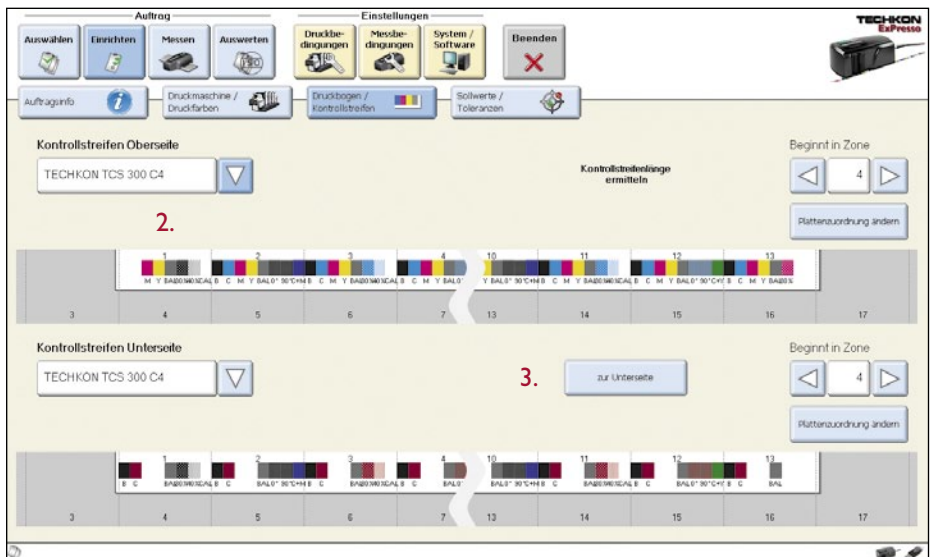 Auftrag
Einstellungen
TECHKON
ExPresso
Auswählen
Einrichten
Messen
Auswerten
Druckbe-
dingungen
Messbe-
dingungen
System /
Software
Beenden
Auftragsinfo
Druckmaschine /
Druckfarben
Druckbogen /
Kontrollstreifen
Sollwerte /
Toleranzen
Kontrollstreifen Oberseite
Beginnt in Zone
TECHKON TCS 300 C4
Kontrollstreifenlänge
ermitteln
4
2.
Plattenzuordnung ändern
1 2 3 4 10 11 12 13
3 4 5 6 7 13 14 15 16 17
Kontrollstreifen Unterseite
Beginnt in Zone
TECHKON TCS 300 C4
3.
zur Unterseite
4
Plattenzuordnung ändern
1 2 3 4 10 11 12 13
3 4 5 6 7 13 14 15 16 17